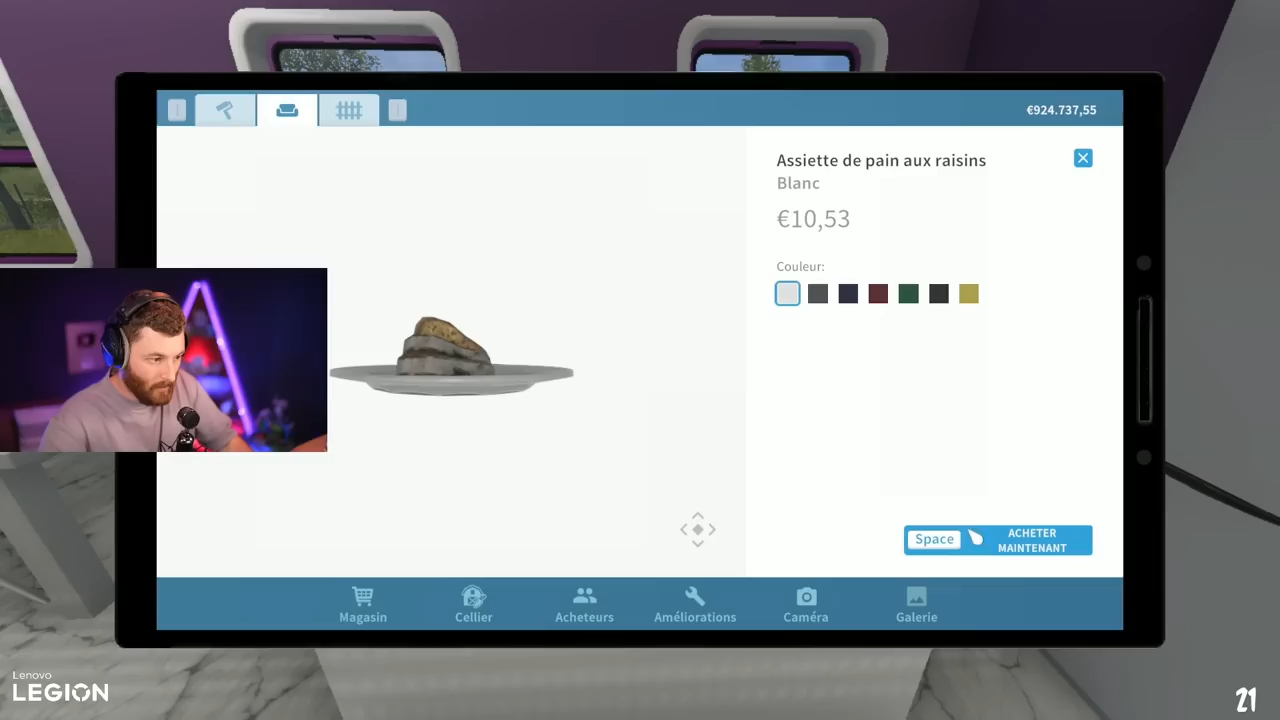 €924.737,55
Assiette de pain aux raisins
Blanc
€10,53
Couleur:
Space
ACHETER
MAINTENANT
Magasin
Cellier
Acheteurs
Améliorations
Caméra
Galerie
Lenovo
LEGION
21